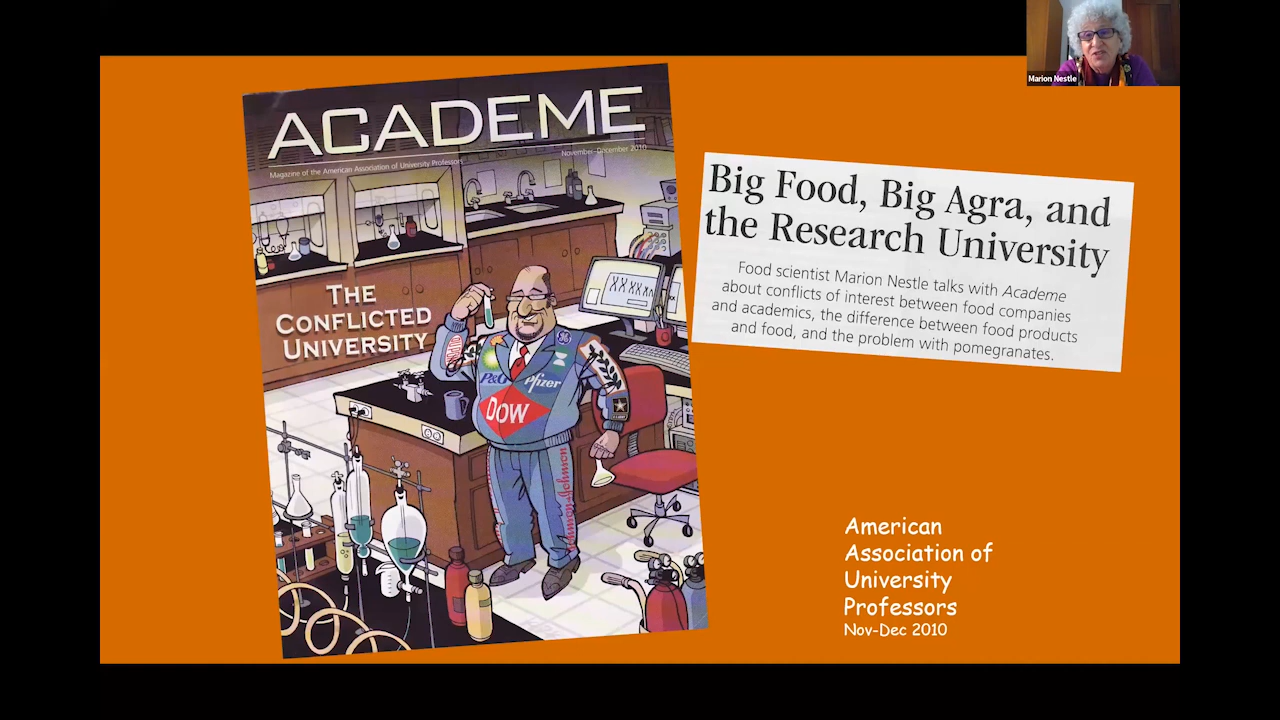 Marion Nestle
ACADEME
Magazine of the American Association of University Professors
November–December 2010
THE
CONFLICTED
UNIVERSITY
P&G
Pfizer
DOW
Johnson&Johnson
Big Food, Big Agra, and
the Research University
Food scientist Marion Nestle talks with Academe
about conflicts of interest between food companies
and academics, the difference between food products
and food, and the problem with pomegranates.
American
Association of
University
Professors
Nov-Dec 2010